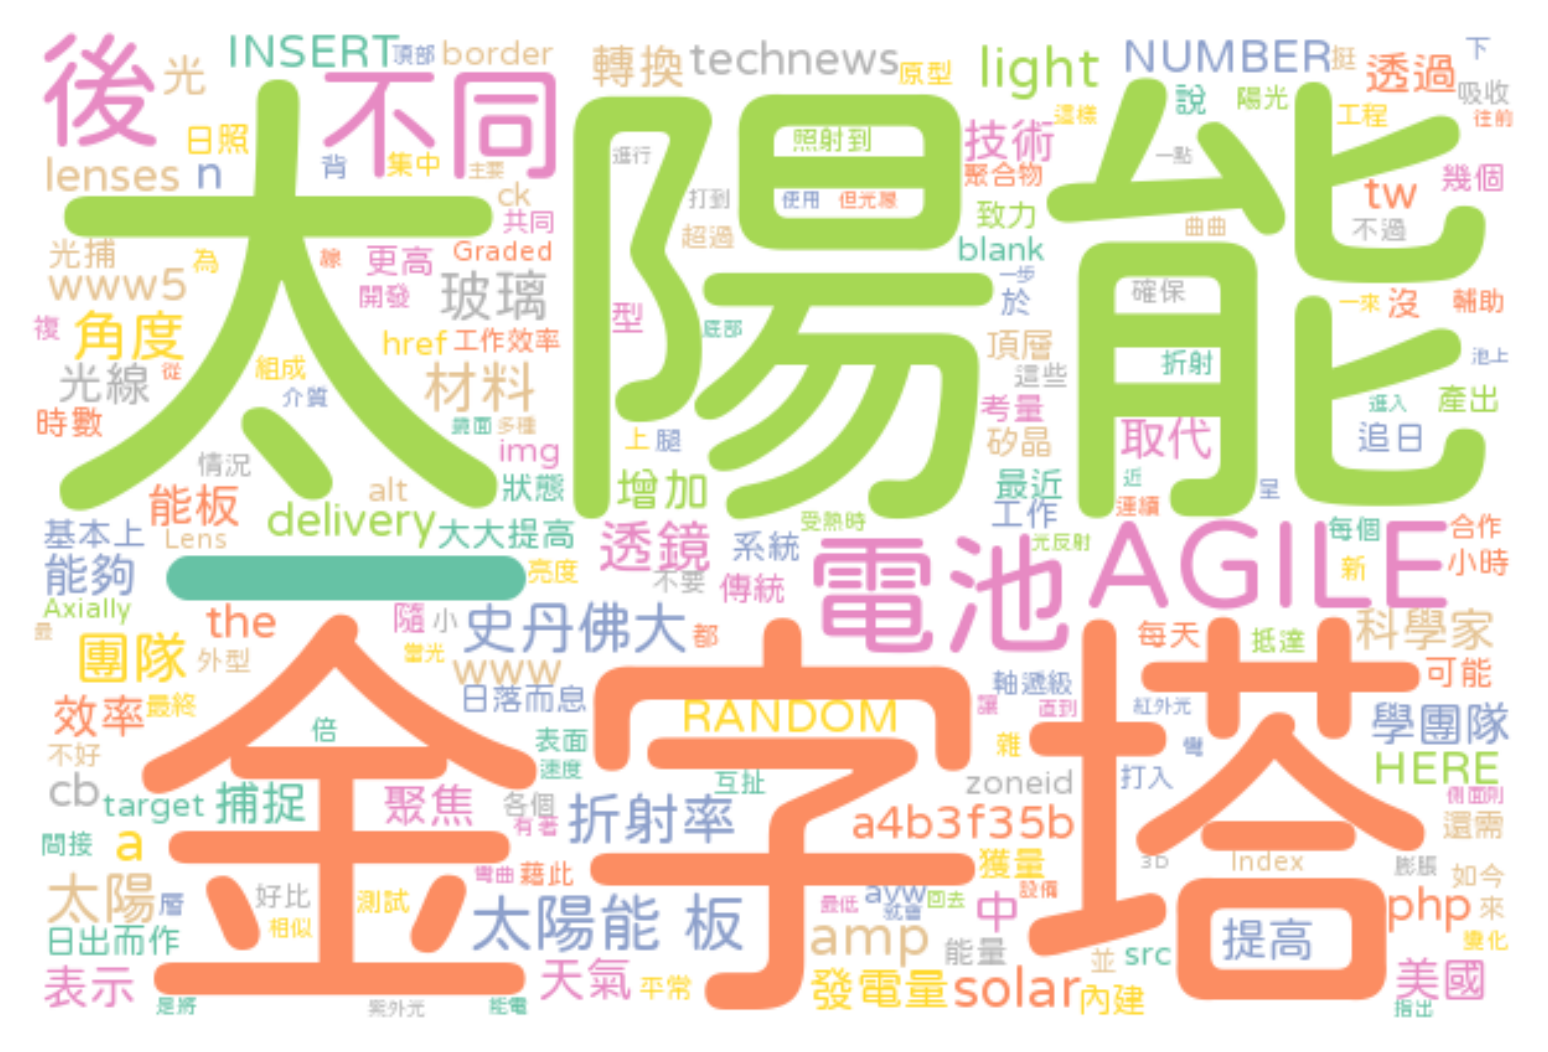 後 光 INSERT 頂部 border 轉換 technews 原型 light NUMBER 挺 透過 下
不同 這樣 說 陽光 工程 吸收 往前
日照 背 集中 主要 進行 照射到 技術 一點
lenses n ck 打到 使用 但光線 聚合物 tw 幾個
太陽能
共同 超過 致力 曲曲 不過
光捕 為 線 更高 Graded blank
www5 開發 玻璃 型 一步 於 確保 一來 沒 輔助
複 角度 href 工作效率 底部 頂層 折射 池上
光線 從 組成 材料 這些 進入 產出
時數 介質 鏡面 多種 上 腿 考量 矽晶 取代 追日
情況 img
能板 alt 狀態 增加 最近 近 呈
基本上 Lens delivery 大大提高 受熱時 工作 連續 每個 合作
能夠 一 亮度 透鏡 不要 系統 電池 光反射 AGILE 新 小時
Axially 傳統
最 團隊 the 外型 隨 小 史丹佛大 都 每天 抵達 科學家
當光 www 日落而息 軸遞級 可能
金字塔
效率 最終 倍 RANDOM 讓 直到 紅外光 學團隊
不好 表面 雜 彎
cb target 捕捉 聚焦 速度 各個 互扯 zoneid 打入 HERE 側面則
間接 a 有著 折射率 a4b3f35b 還需
彎曲 藉此 獲量 3D Index 膨脹 如今
太陽 層 好比 測試 太陽能 板 最低 ayw 就會 回去 設備 中 php 來
日出而作 相似 amp 能量 並 src 提高 變化
表示 是將 紫外光 能電 天氣 平常 發電量 solar 內建 美國 指出